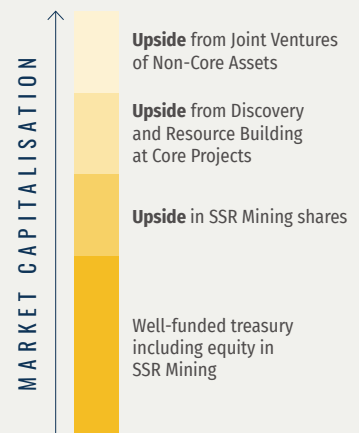 MARKET CAPITALISATION
Upside from Joint Ventures
of Non-Core Assets
Upside from Discovery
and Resource Building
at Core Projects
Upside in SSR Mining shares
Well-funded treasury
including equity in
SSR Mining